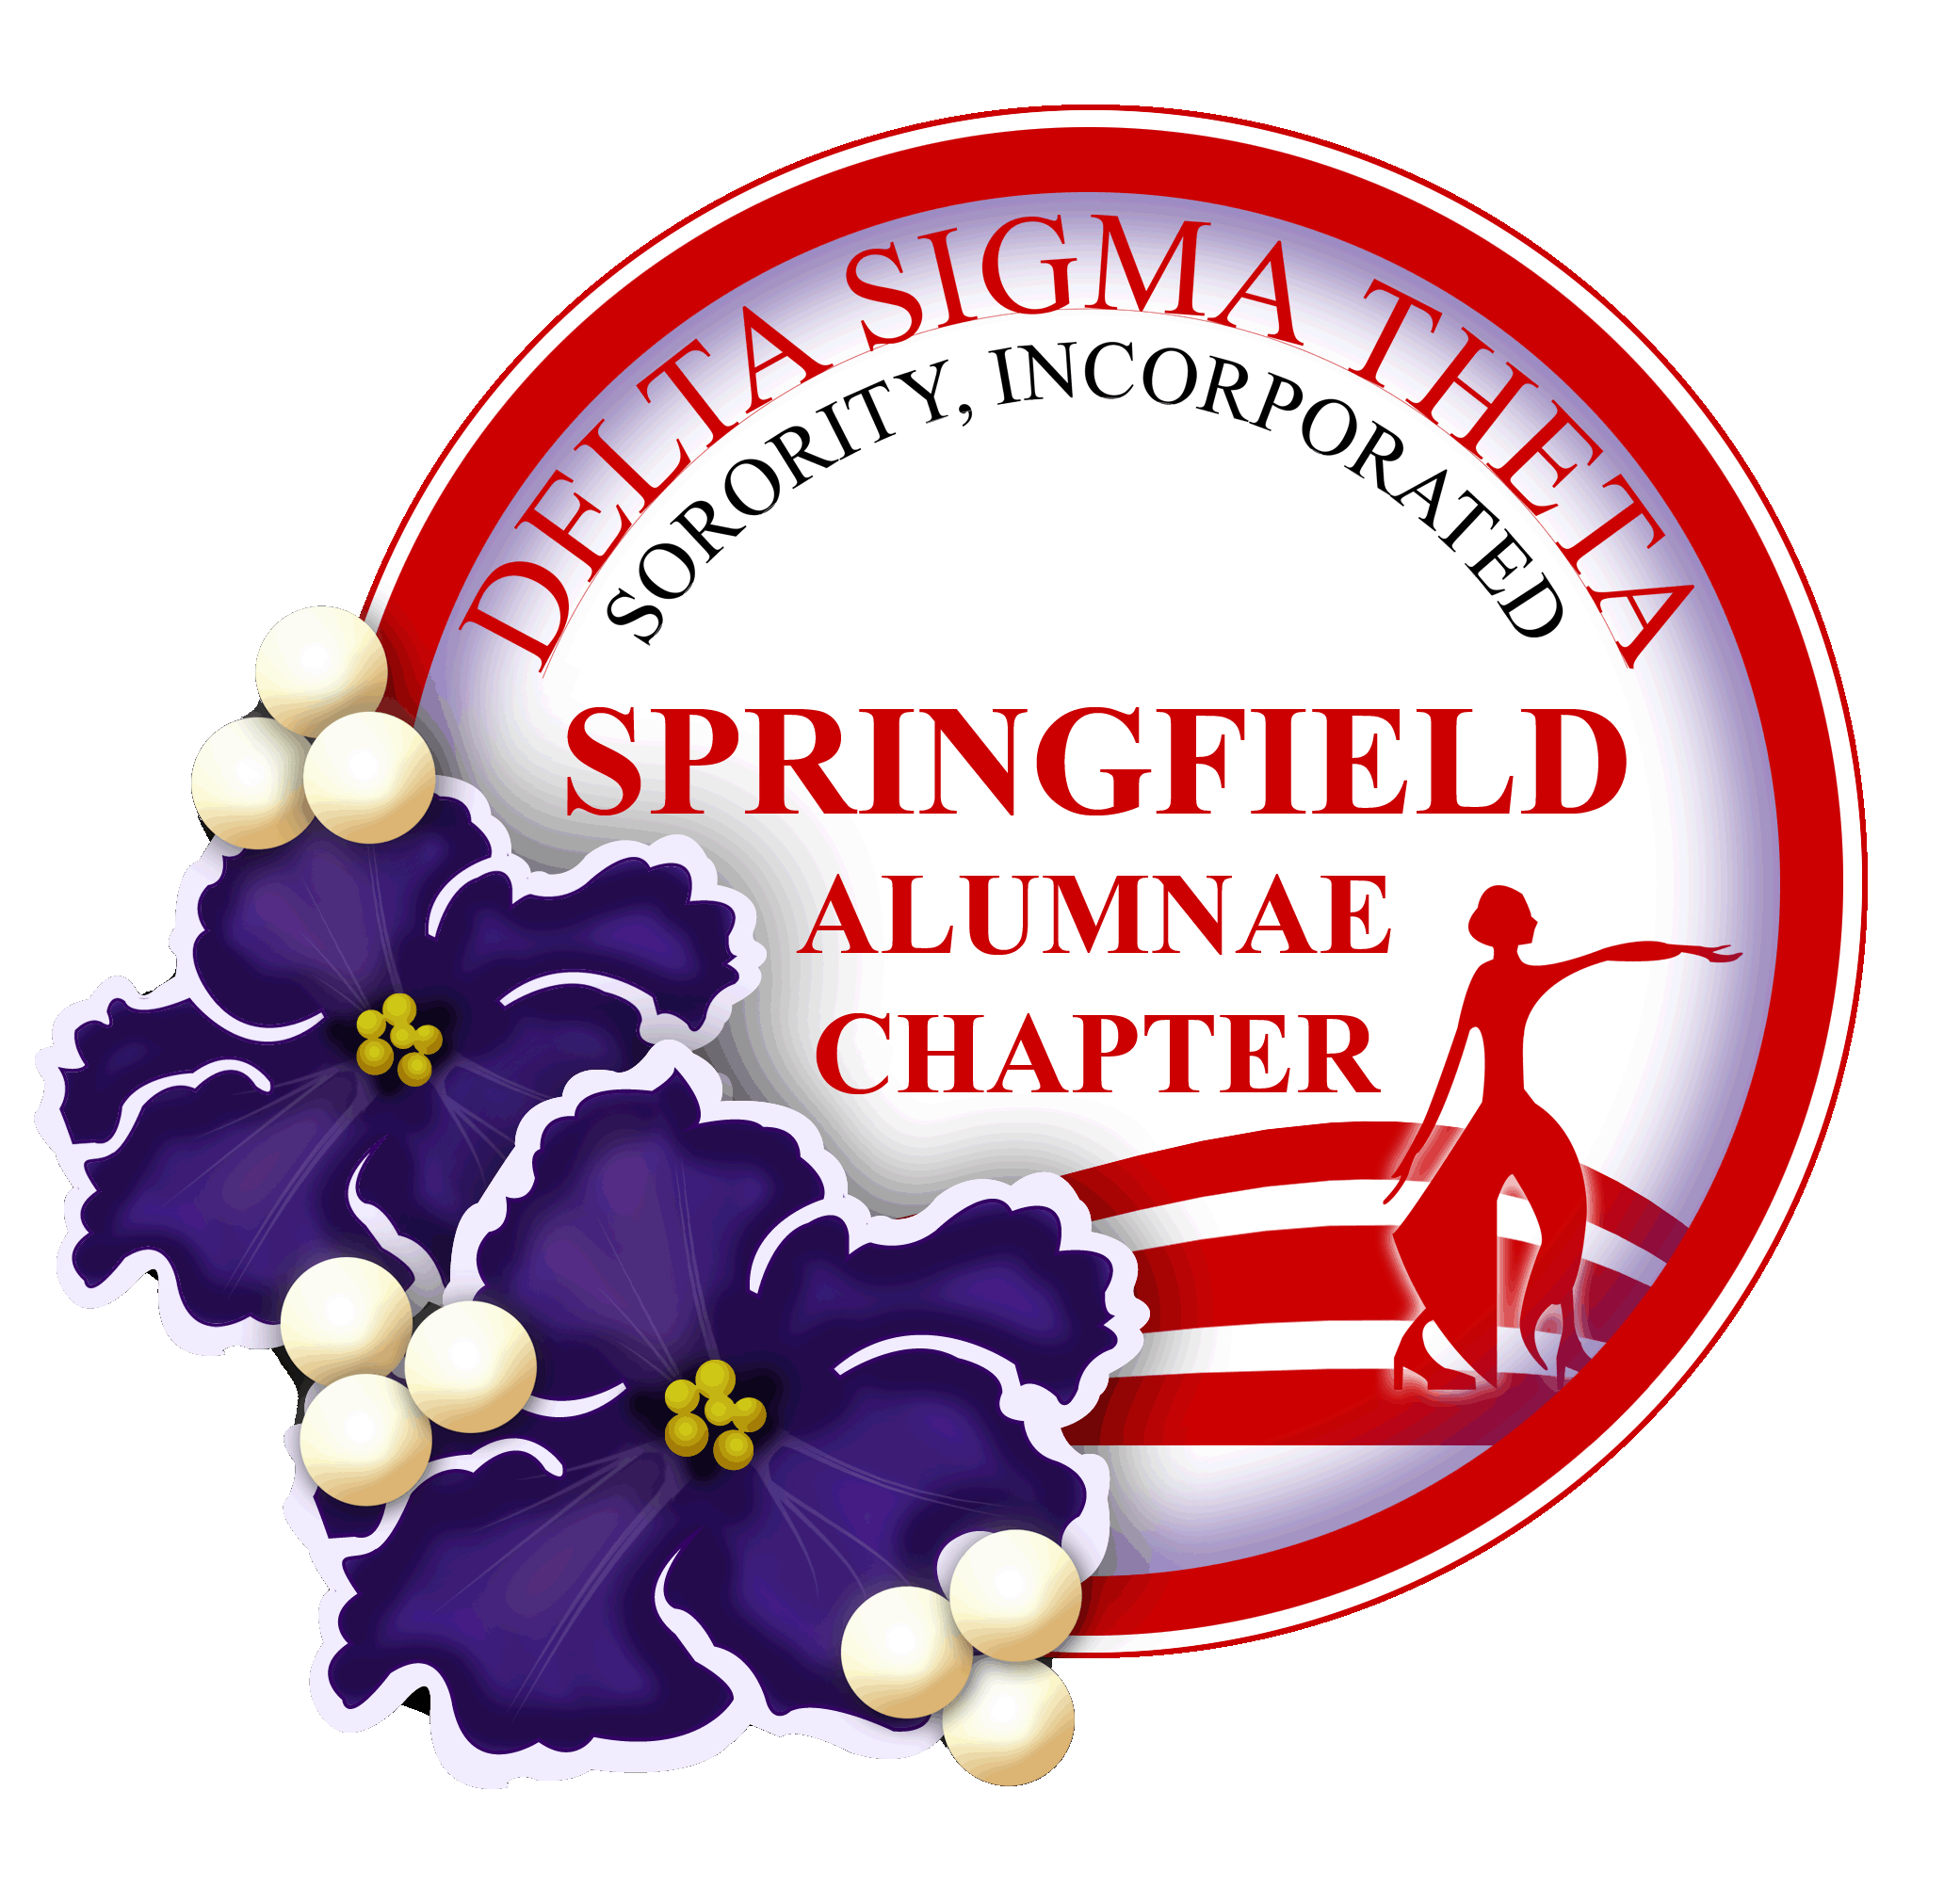 DELTA SIGMA THETA
SORORITY, INCORPORATED
SPRINGFIELD
ALUMNAE
CHAPTER